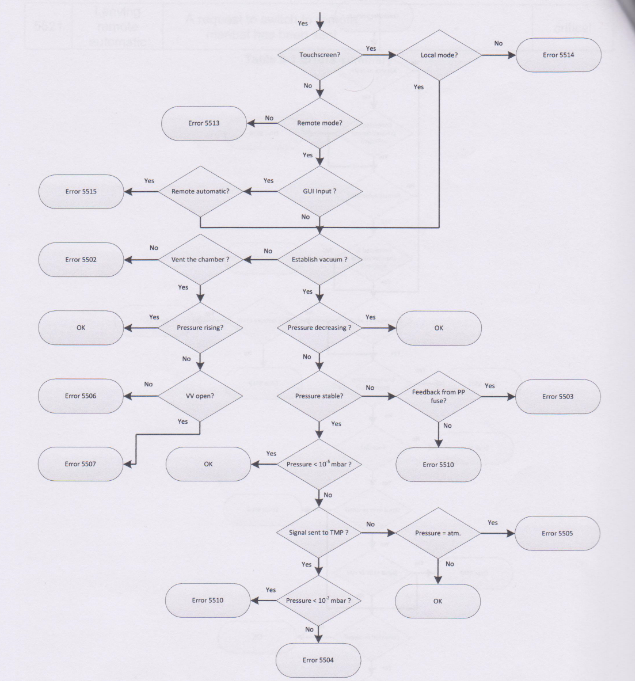 Yes
Touchscreen?
Yes
Local mode?
No
Error 5514
No
Yes
Error 5513
No
Remote mode?
Yes
Error 5515
Yes
Remote automatic?
Yes
GUI Input ?
No
Error 5502
No
Vent the chamber ?
No
Establish vacuum ?
Yes
Yes
OK
Yes
Pressure rising?
Pressure decreasing ?
Yes
OK
No
No
Error 5506
No
VV open?
Pressure stable?
No
Feedback from PP
fuse?
Yes
Error 5503
Yes
Yes
No
Error 5507
OK
Yes
Pressure < 10⁻⁶ mbar ?
Error 5510
No
Signal sent to TMP ?
No
Pressure = atm.
Yes
Error 5505
Yes
No
Error 5510
Yes
Pressure < 10⁻² mbar ?
OK
No
Error 5504